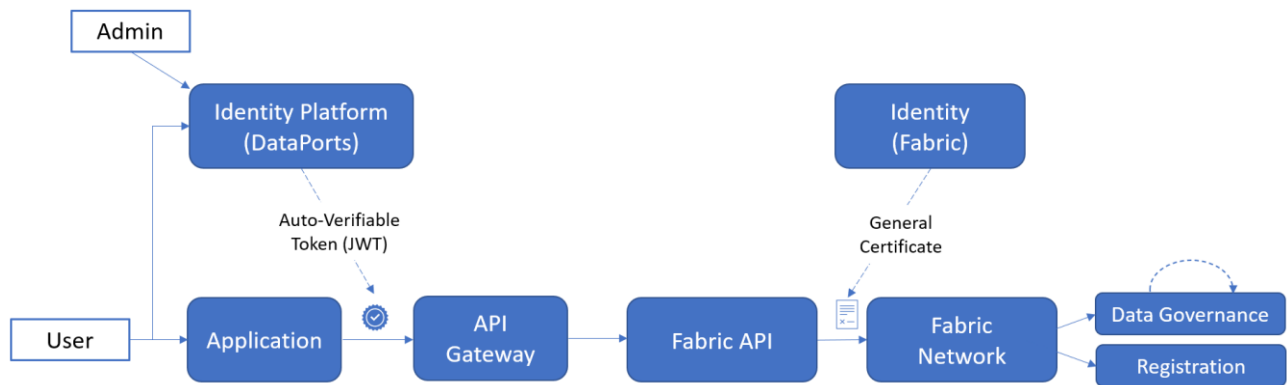 Admin
Identity Platform
(DataPorts)
Identity
(Fabric)
Auto-Verifiable
Token (JWT)
General
Certificate
User
Application
API
Gateway
Fabric API
Fabric
Network
Data Governance
Registration